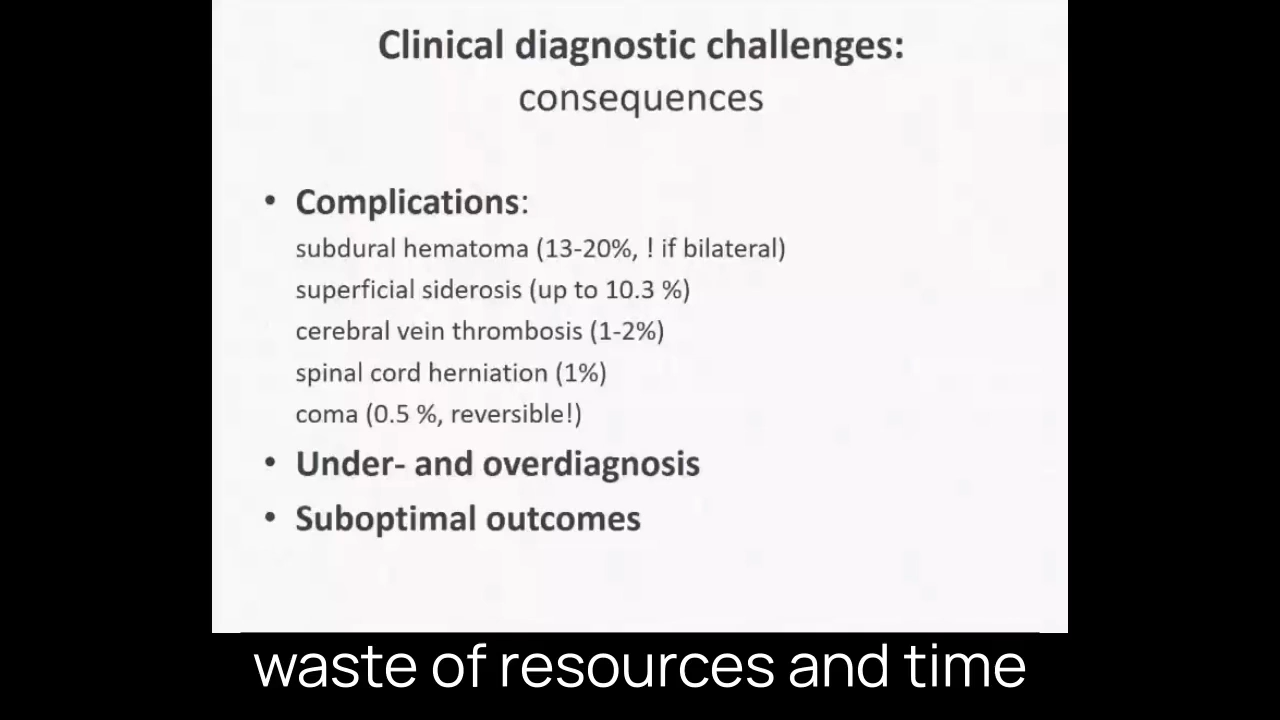 Clinical diagnostic challenges:
consequences
• Complications:
subdural hematoma (13-20%, ! if bilateral)
superficial siderosis (up to 10.3 %)
cerebral vein thrombosis (1-2%)
spinal cord herniation (1%)
coma (0.5 %, reversible!)
• Under- and overdiagnosis
• Suboptimal outcomes
waste of resources and time